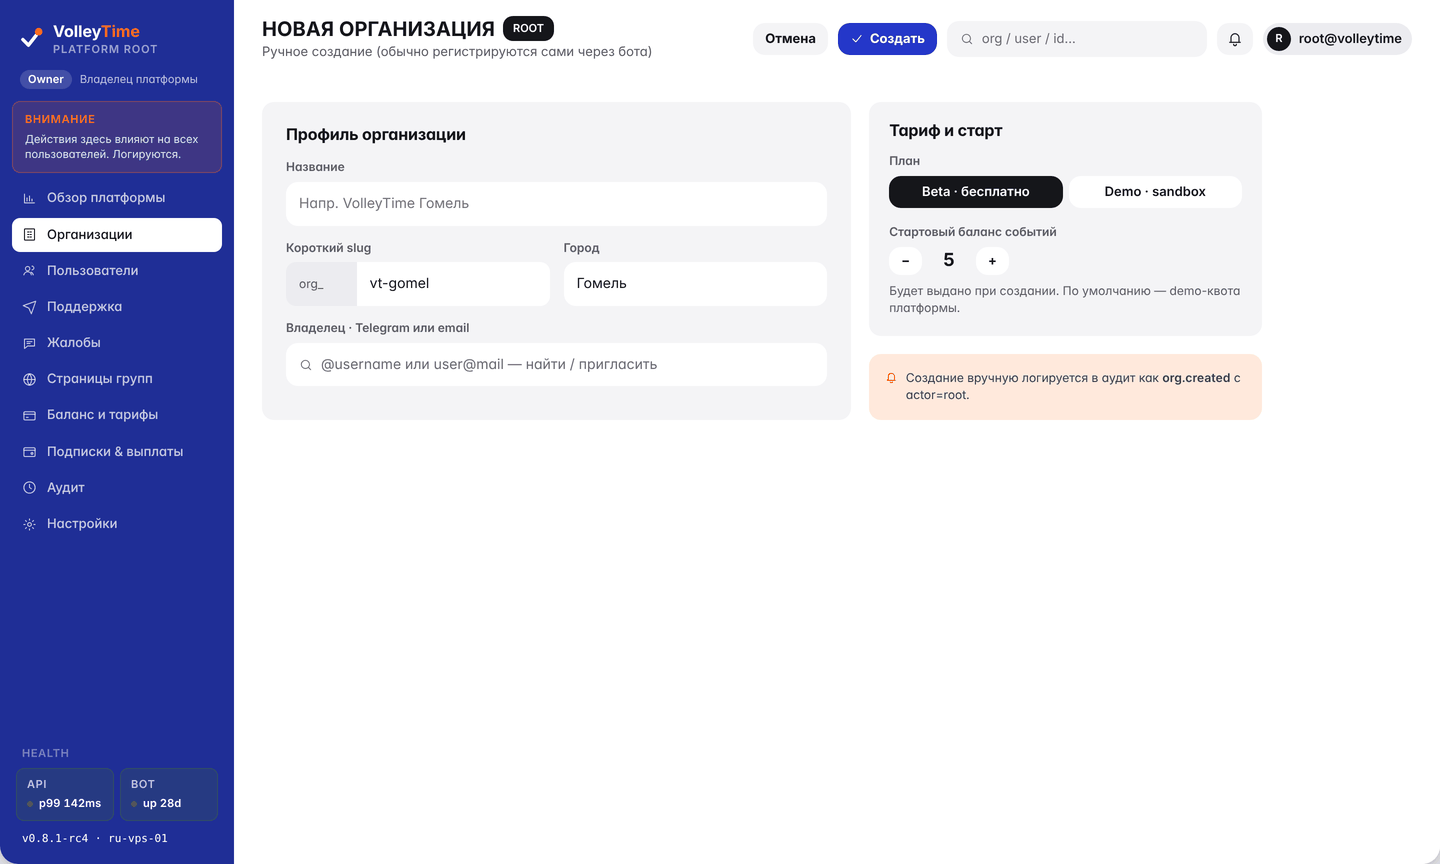 VolleyTime
PLATFORM ROOT
Owner Владелец платформы
ВНИМАНИЕ
Действия здесь влияют на всех
пользователей. Логируются.
Обзор платформы
Организации
Пользователи
Поддержка
Жалобы
Страницы групп
Баланс и тарифы
Подписки & выплаты
Аудит
Настройки
HEALTH
API
p99 142ms
BOT
up 28d
v0.8.1-rc4 · ru-vps-01
НОВАЯ ОРГАНИЗАЦИЯ ROOT
Ручное создание (обычно регистрируются сами через бота)
Отмена
Создать
org / user / id...
R root@volleytime
Профиль организации
Название
Напр. VolleyTime Гомель
Короткий slug
org_ vt-gomel
Город
Гомель
Владелец · Telegram или email
@username или user@mail — найти / пригласить
Тариф и старт
План
Beta · бесплатно
Demo · sandbox
Стартовый баланс событий
− 5 +
Будет выдано при создании. По умолчанию — demo-квота
платформы.
Создание вручную логируется в аудит как org.created с
actor=root.